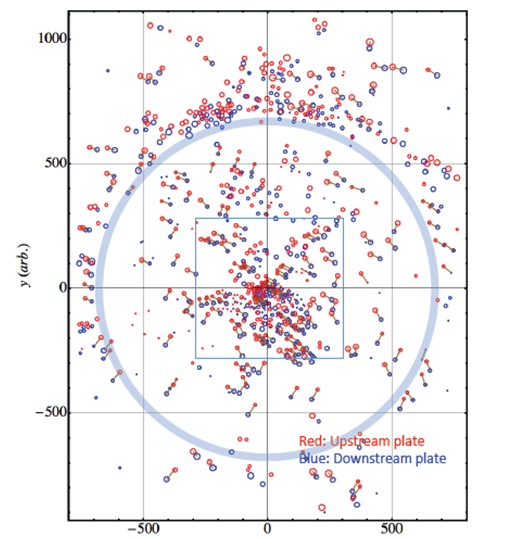 1000
500
y (arb.)
0
−500
Red: Upstream plate
Blue: Downstream plate
−500
0
500